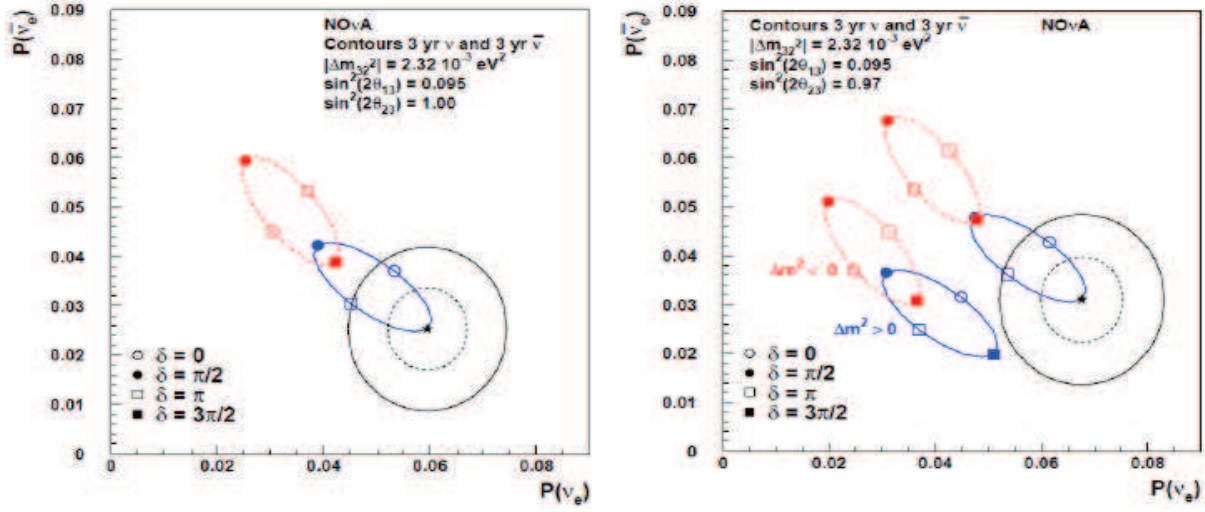 P(ν̅ₑ)
0.09
0.08
0.07
0.06
0.05
0.04
0.03
0.02
0.01
0
NOνA
Contours 3 yr ν and 3 yr ν̅
|Δm₃₂²| = 2.32 10⁻³ eV²
sin²(2θ₁₃) = 0.095
sin²(2θ₂₃) = 1.00
δ = 0
δ = π/2
δ = π
δ = 3π/2
0 0.02 0.04 0.06 0.08
P(νₑ)
P(ν̅ₑ)
0.09
0.08
0.07
0.06
0.05
0.04
0.03
0.02
0.01
0
Contours 3 yr ν and 3 yr ν̅ NOνA
|Δm₃₂²| = 2.32 10⁻³ eV²
sin²(2θ₁₃) = 0.095
sin²(2θ₂₃) = 0.97
Δm² < 0
Δm² > 0
δ = 0
δ = π/2
δ = π
δ = 3π/2
0 0.02 0.04 0.06 0.08
P(νₑ)